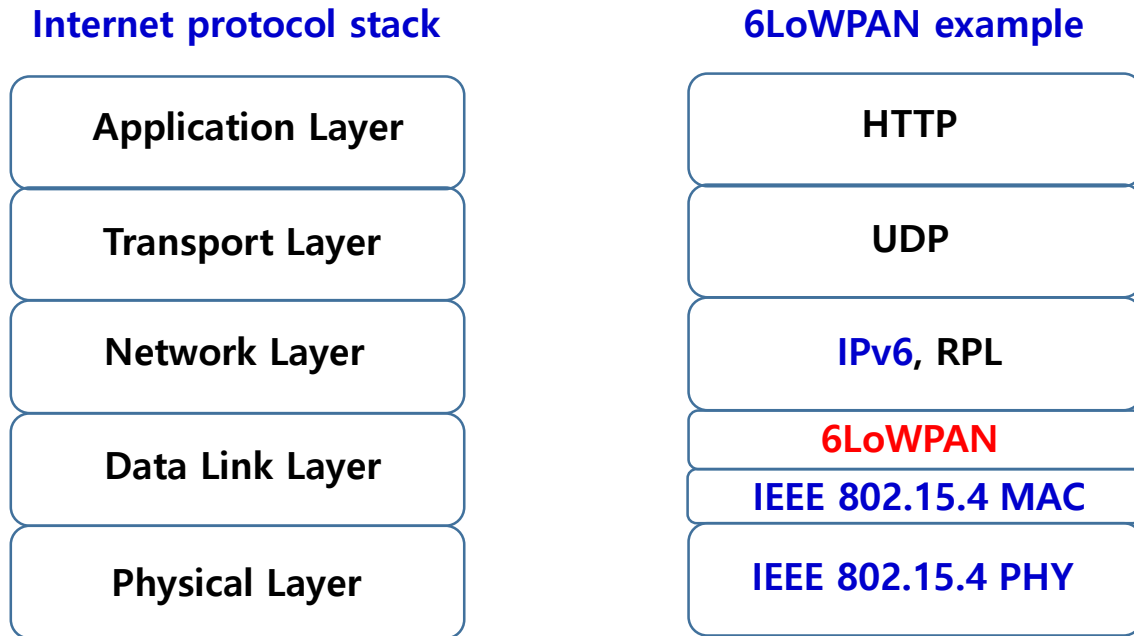 Internet protocol stack
Application Layer
Transport Layer
Network Layer
Data Link Layer
Physical Layer
6LoWPAN example
HTTP
UDP
IPv6, RPL
6LoWPAN
IEEE 802.15.4 MAC
IEEE 802.15.4 PHY